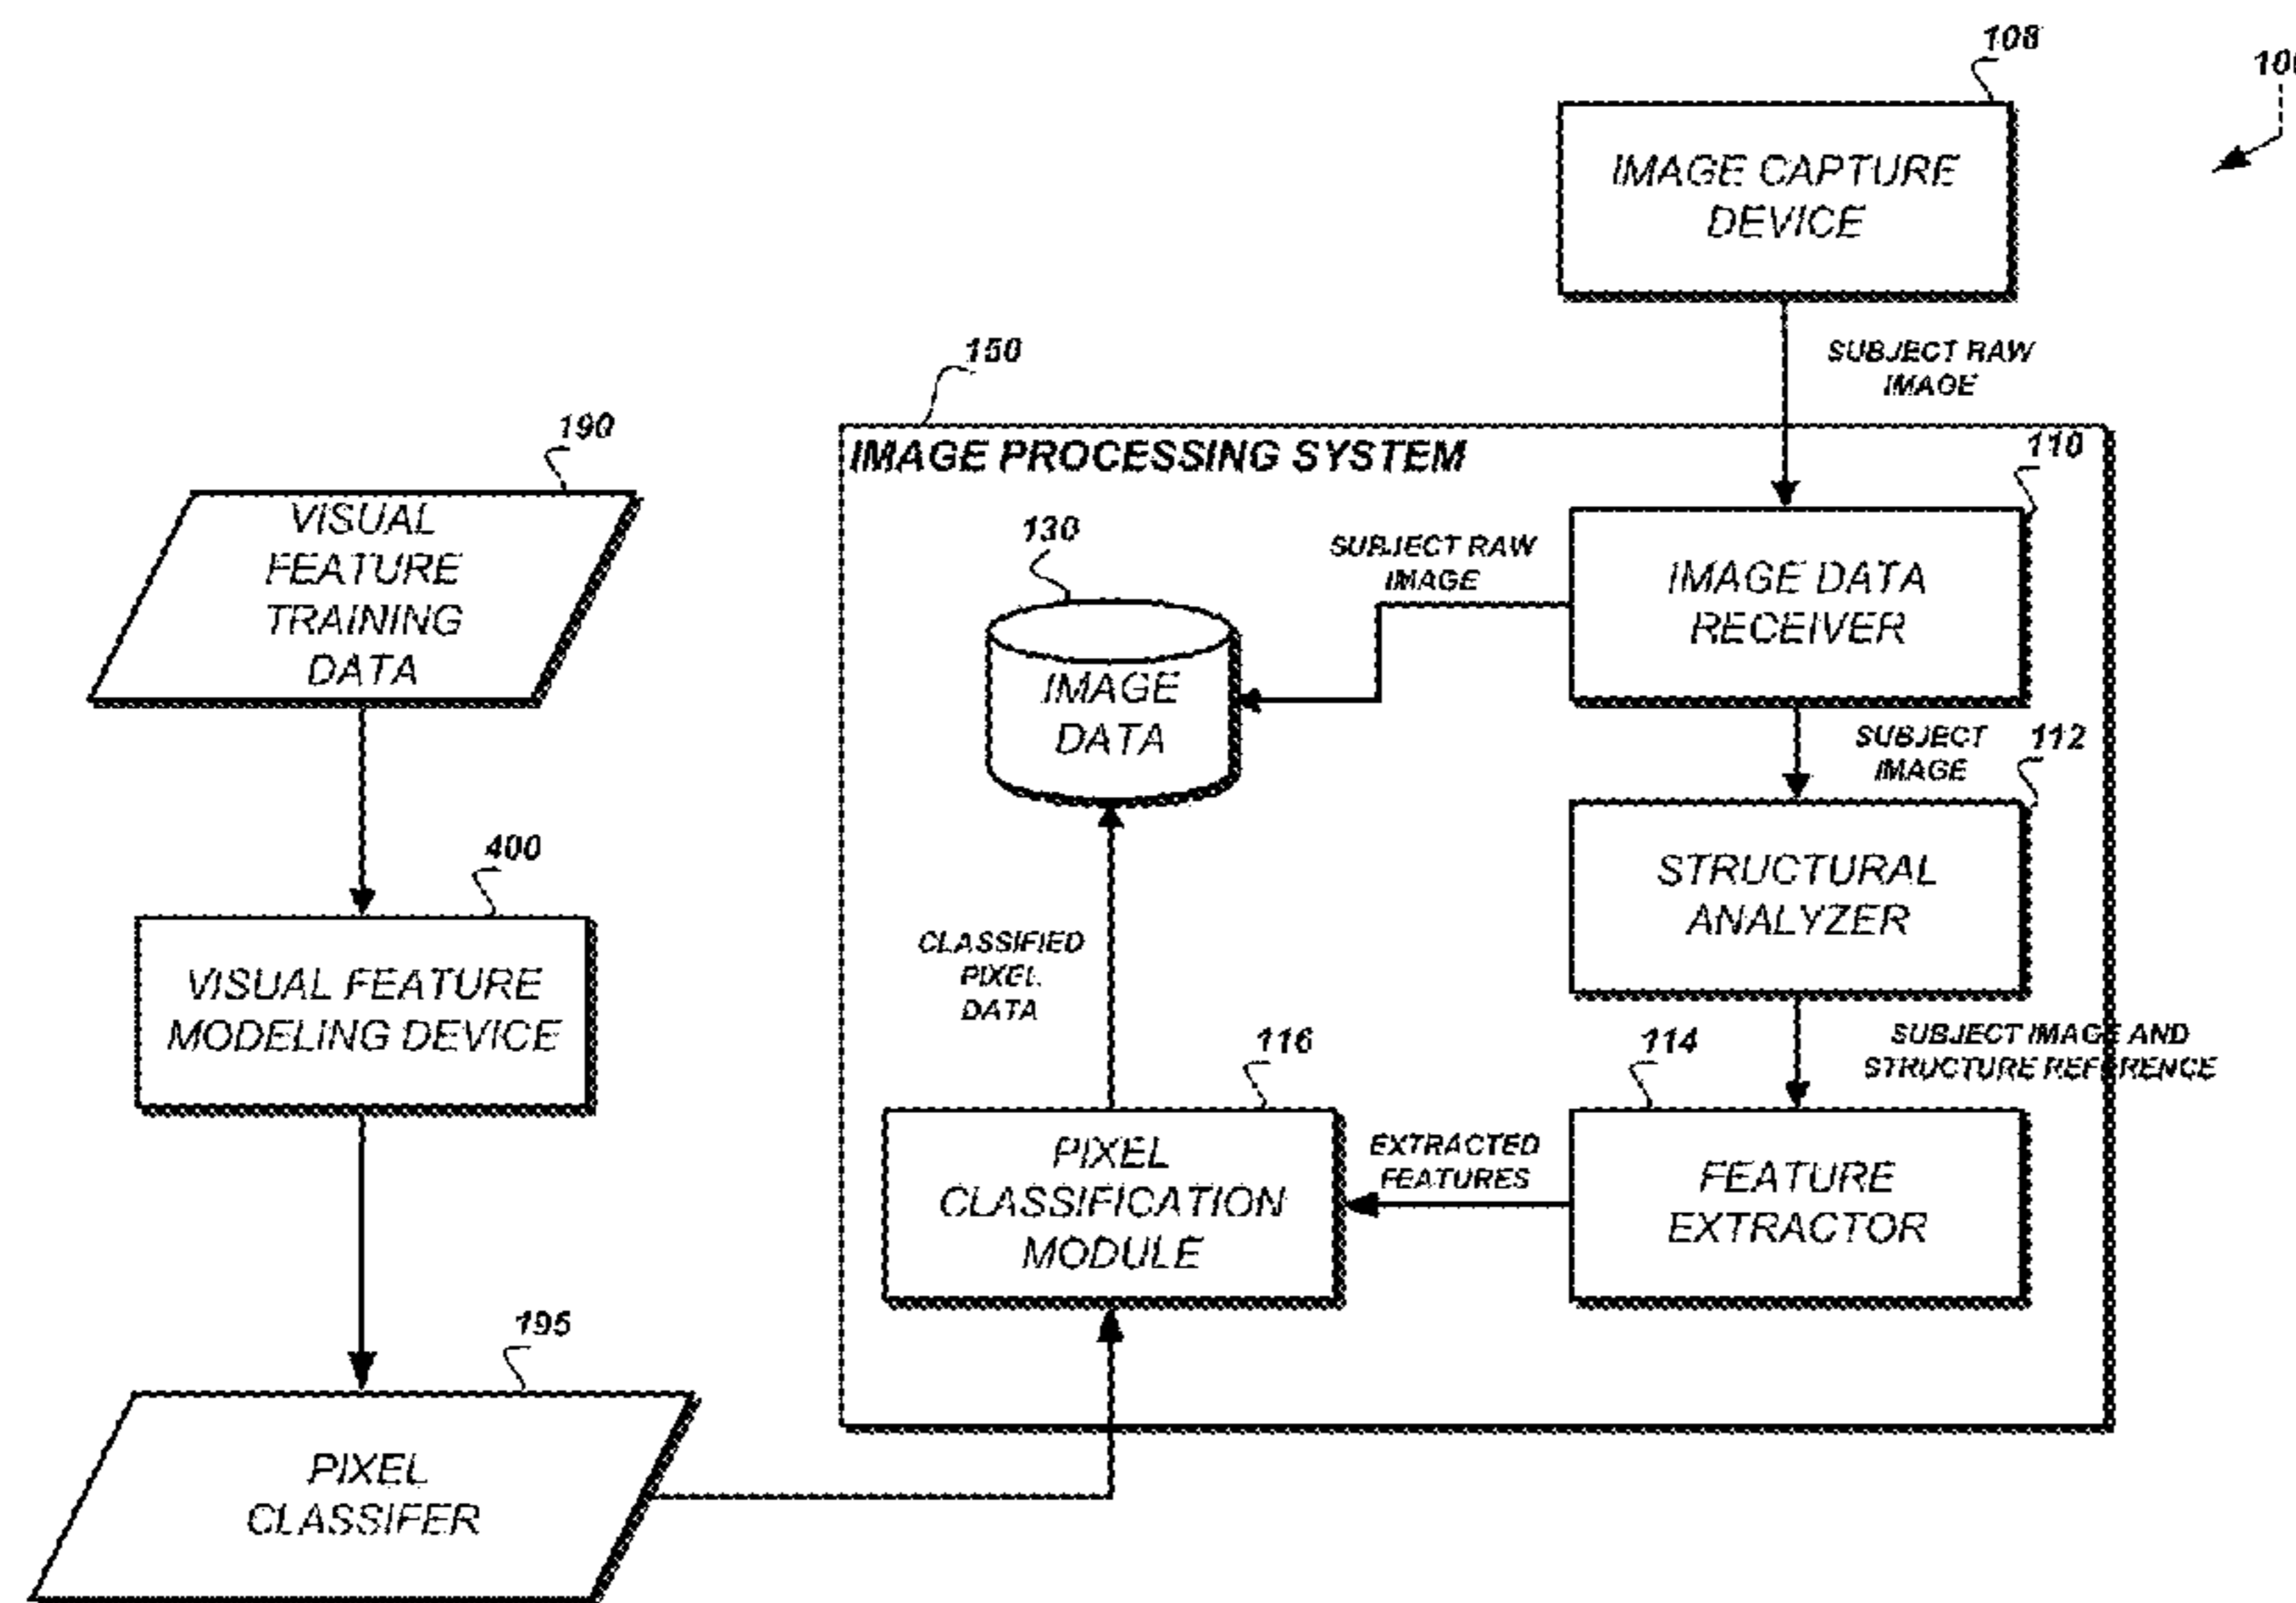 108
IMAGE CAPTURE
DEVICE
SUBJECT RAW
IMAGE
150
IMAGE PROCESSING SYSTEM
110
IMAGE DATA
RECEIVER
SUBJECT RAW
IMAGE
130
IMAGE
DATA
SUBJECT
IMAGE
112
STRUCTURAL
ANALYZER
SUBJECT IMAGE AND
STRUCTURE REFERENCE
114
FEATURE
EXTRACTOR
EXTRACTED
FEATURES
116
PIXEL
CLASSIFICATION
MODULE
CLASSIFIED
PIXEL
DATA
190
VISUAL
FEATURE
TRAINING
DATA
400
VISUAL FEATURE
MODELING DEVICE
195
PIXEL
CLASSIFER